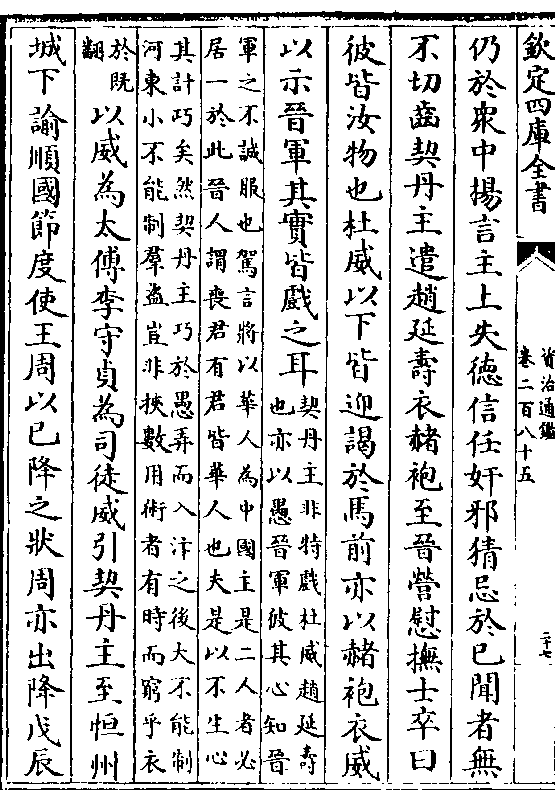 欽定四庫全書
資治通鑑
卷二百八十五
二十七
仍於衆中揚言主上失德信任奸邪猜忌於已聞者無
不切齒契丹主遣趙延壽衣赭袍至晉營慰撫士卒曰
彼皆汝物也杜威以下皆迎謁於馬前亦以赭袍衣威
以示晉軍其實皆戲之耳
契丹主非特戲杜威趙延壽
也亦以愚晉軍彼其心知晉
軍之不誠服也駕言將以華人為中國主是二人者必
居一於此晉人謂喪君有君皆華人也夫是以不生心
其計巧矣然契丹主巧於愚弄而入汴之後大不能制
河東小不能制羣盜豈非挾數用術者有時而窮乎衣
於既
翻
以威為太傅李守貞為司徒威引契丹主至恒州
城下諭順國節度使王周以已降之狀周亦出降戊辰